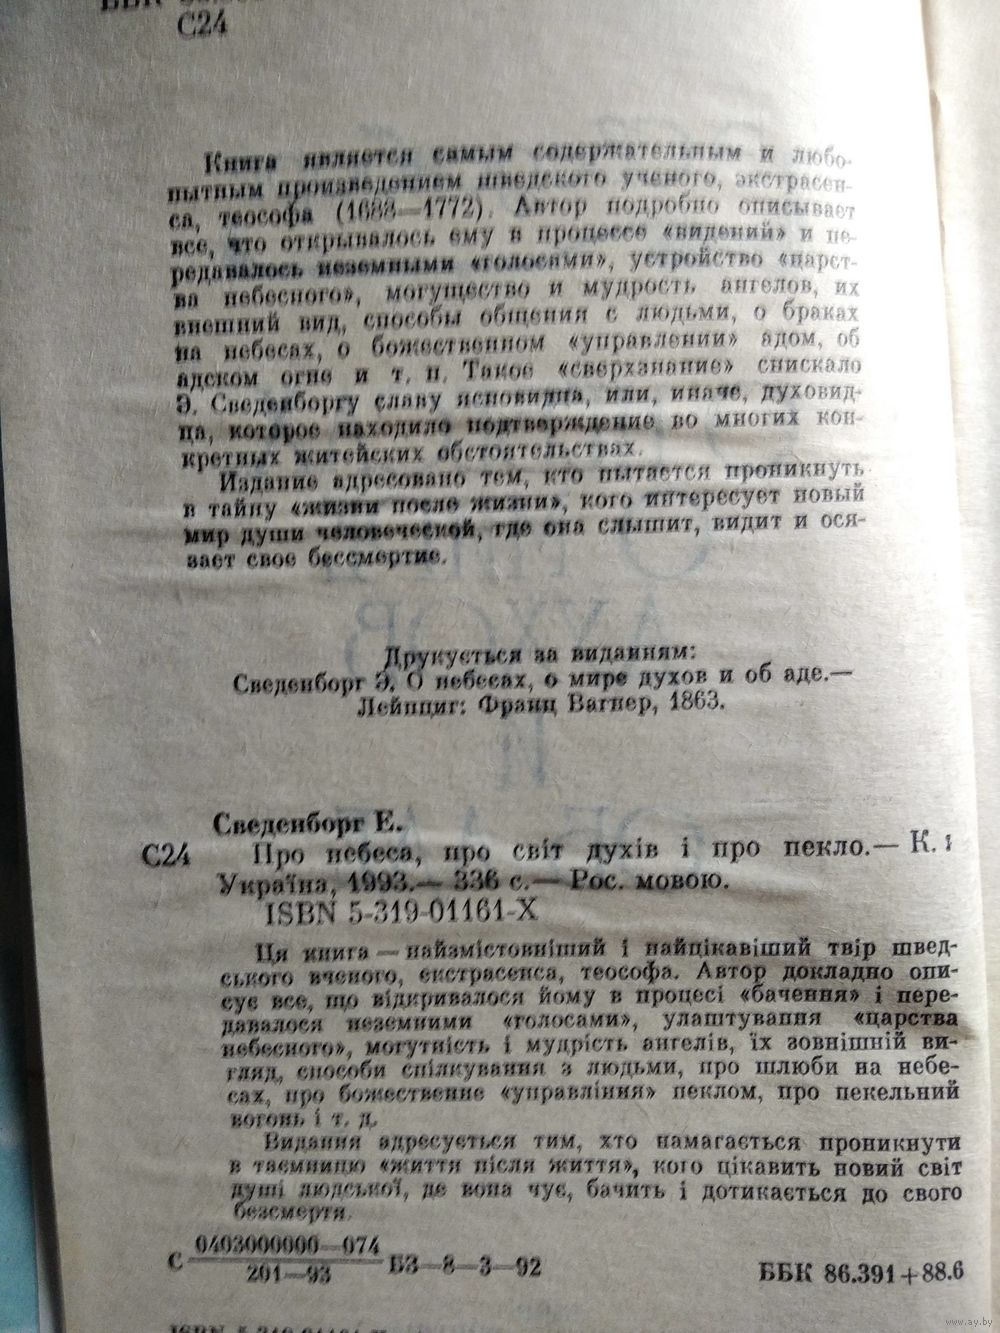 С24
Книга является самым содержательным и любо-
пытным произведением шведского ученого, экстрасен-
са, теософа (1688—1772). Автор подробно описывает
все, что открывалось ему в процессе «видений» и пе-
редавалось неземными «голосами», устройство «царст-
ва небесного», могущество и мудрость ангелов, их
внешний вид, способы общения с людьми, о браках
на небесах, о божественном «управлении» адом, об
адском огне и т. п. Такое «сверхзнание» снискало
Э. Сведенборгу славу ясновидца, или, иначе, духовид-
ца, которое находило подтверждение во многих кон-
кретных житейских обстоятельствах.
Издание адресовано тем, кто пытается проникнуть
в тайну «жизни после жизни», кого интересует новый
мир души человеческой, где она слышит, видит и ося-
зает свое бессмертие.
Друкується за виданням:
Сведенборг Э. О небесах, о мире духов и об аде.—
Лейпциг: Франц Вагнер, 1863.
Сведенборг Е.
С24 Про небеса, про світ духів і про пекло.— К. :
Україна, 1993.— 336 с.— Рос. мовою.
ISBN 5-319-01161-X
Ця книга — найзмістовніший і найцікавіший твір швед-
ського вченого, екстрасенса, теософа. Автор докладно опи-
сує все, що відкривалося йому в процесі «бачення» і пере-
давалося неземними «голосами», улаштування «царства
небесного», могутність і мудрість ангелів, їх зовнішній ви-
гляд, способи спілкування з людьми, про шлюби на небе-
сах, про божественне «управління» пеклом, про пекельний
вогонь і т. д.
Видання адресується тим, хто намагається проникнути
в таємницю «життя після життя», кого цікавить новий світ
душі людської, де вона чує, бачить і дотикається до свого
безсмертя.
С 0403000000—074
201—93 БЗ—8—3—92
ББК 86.391+88.6
www.ay.by